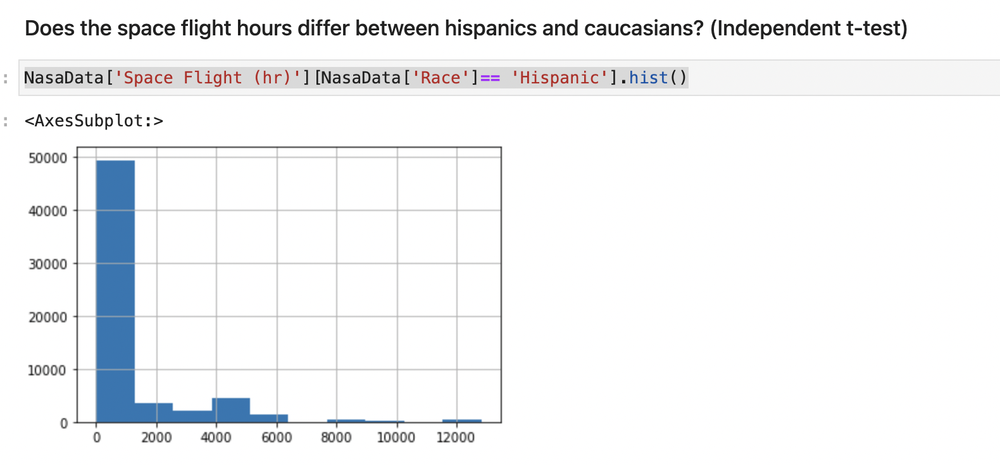 Does the space flight hours differ between hispanics and caucasians? (Independent t-test)
: NasaData['Space Flight (hr)'][NasaData['Race']== 'Hispanic'].hist()
: <AxesSubplot:>
50000
40000
30000
20000
10000
0
0 2000 4000 6000 8000 10000 12000